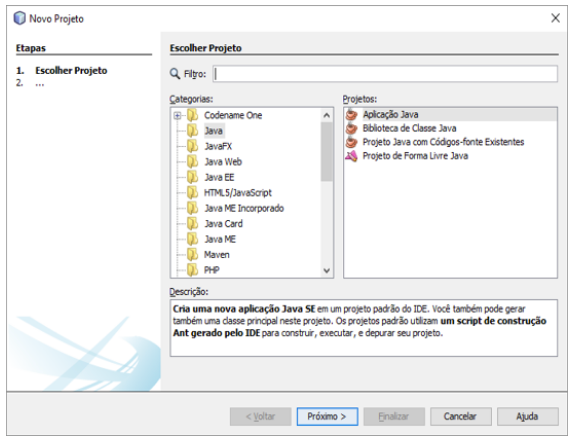 Novo Projeto
Etapas
1. Escolher Projeto
2. ...
Escolher Projeto
Filtro:
Categorias:
Codename One
Java
JavaFX
Java Web
Java EE
HTML5/JavaScript
Java ME Incorporado
Java Card
Java ME
Maven
PHP
Projetos:
Aplicação Java
Biblioteca de Classe Java
Projeto Java com Códigos-fonte Existentes
Projeto de Forma Livre Java
Descrição:
Cria uma nova aplicação Java SE em um projeto padrão do IDE. Você também pode gerar
também uma classe principal neste projeto. Os projetos padrão utilizam um script de construção
Ant gerado pelo IDE para construir, executar, e depurar seu projeto.
< Voltar
Próximo >
Finalizar
Cancelar
Ajuda